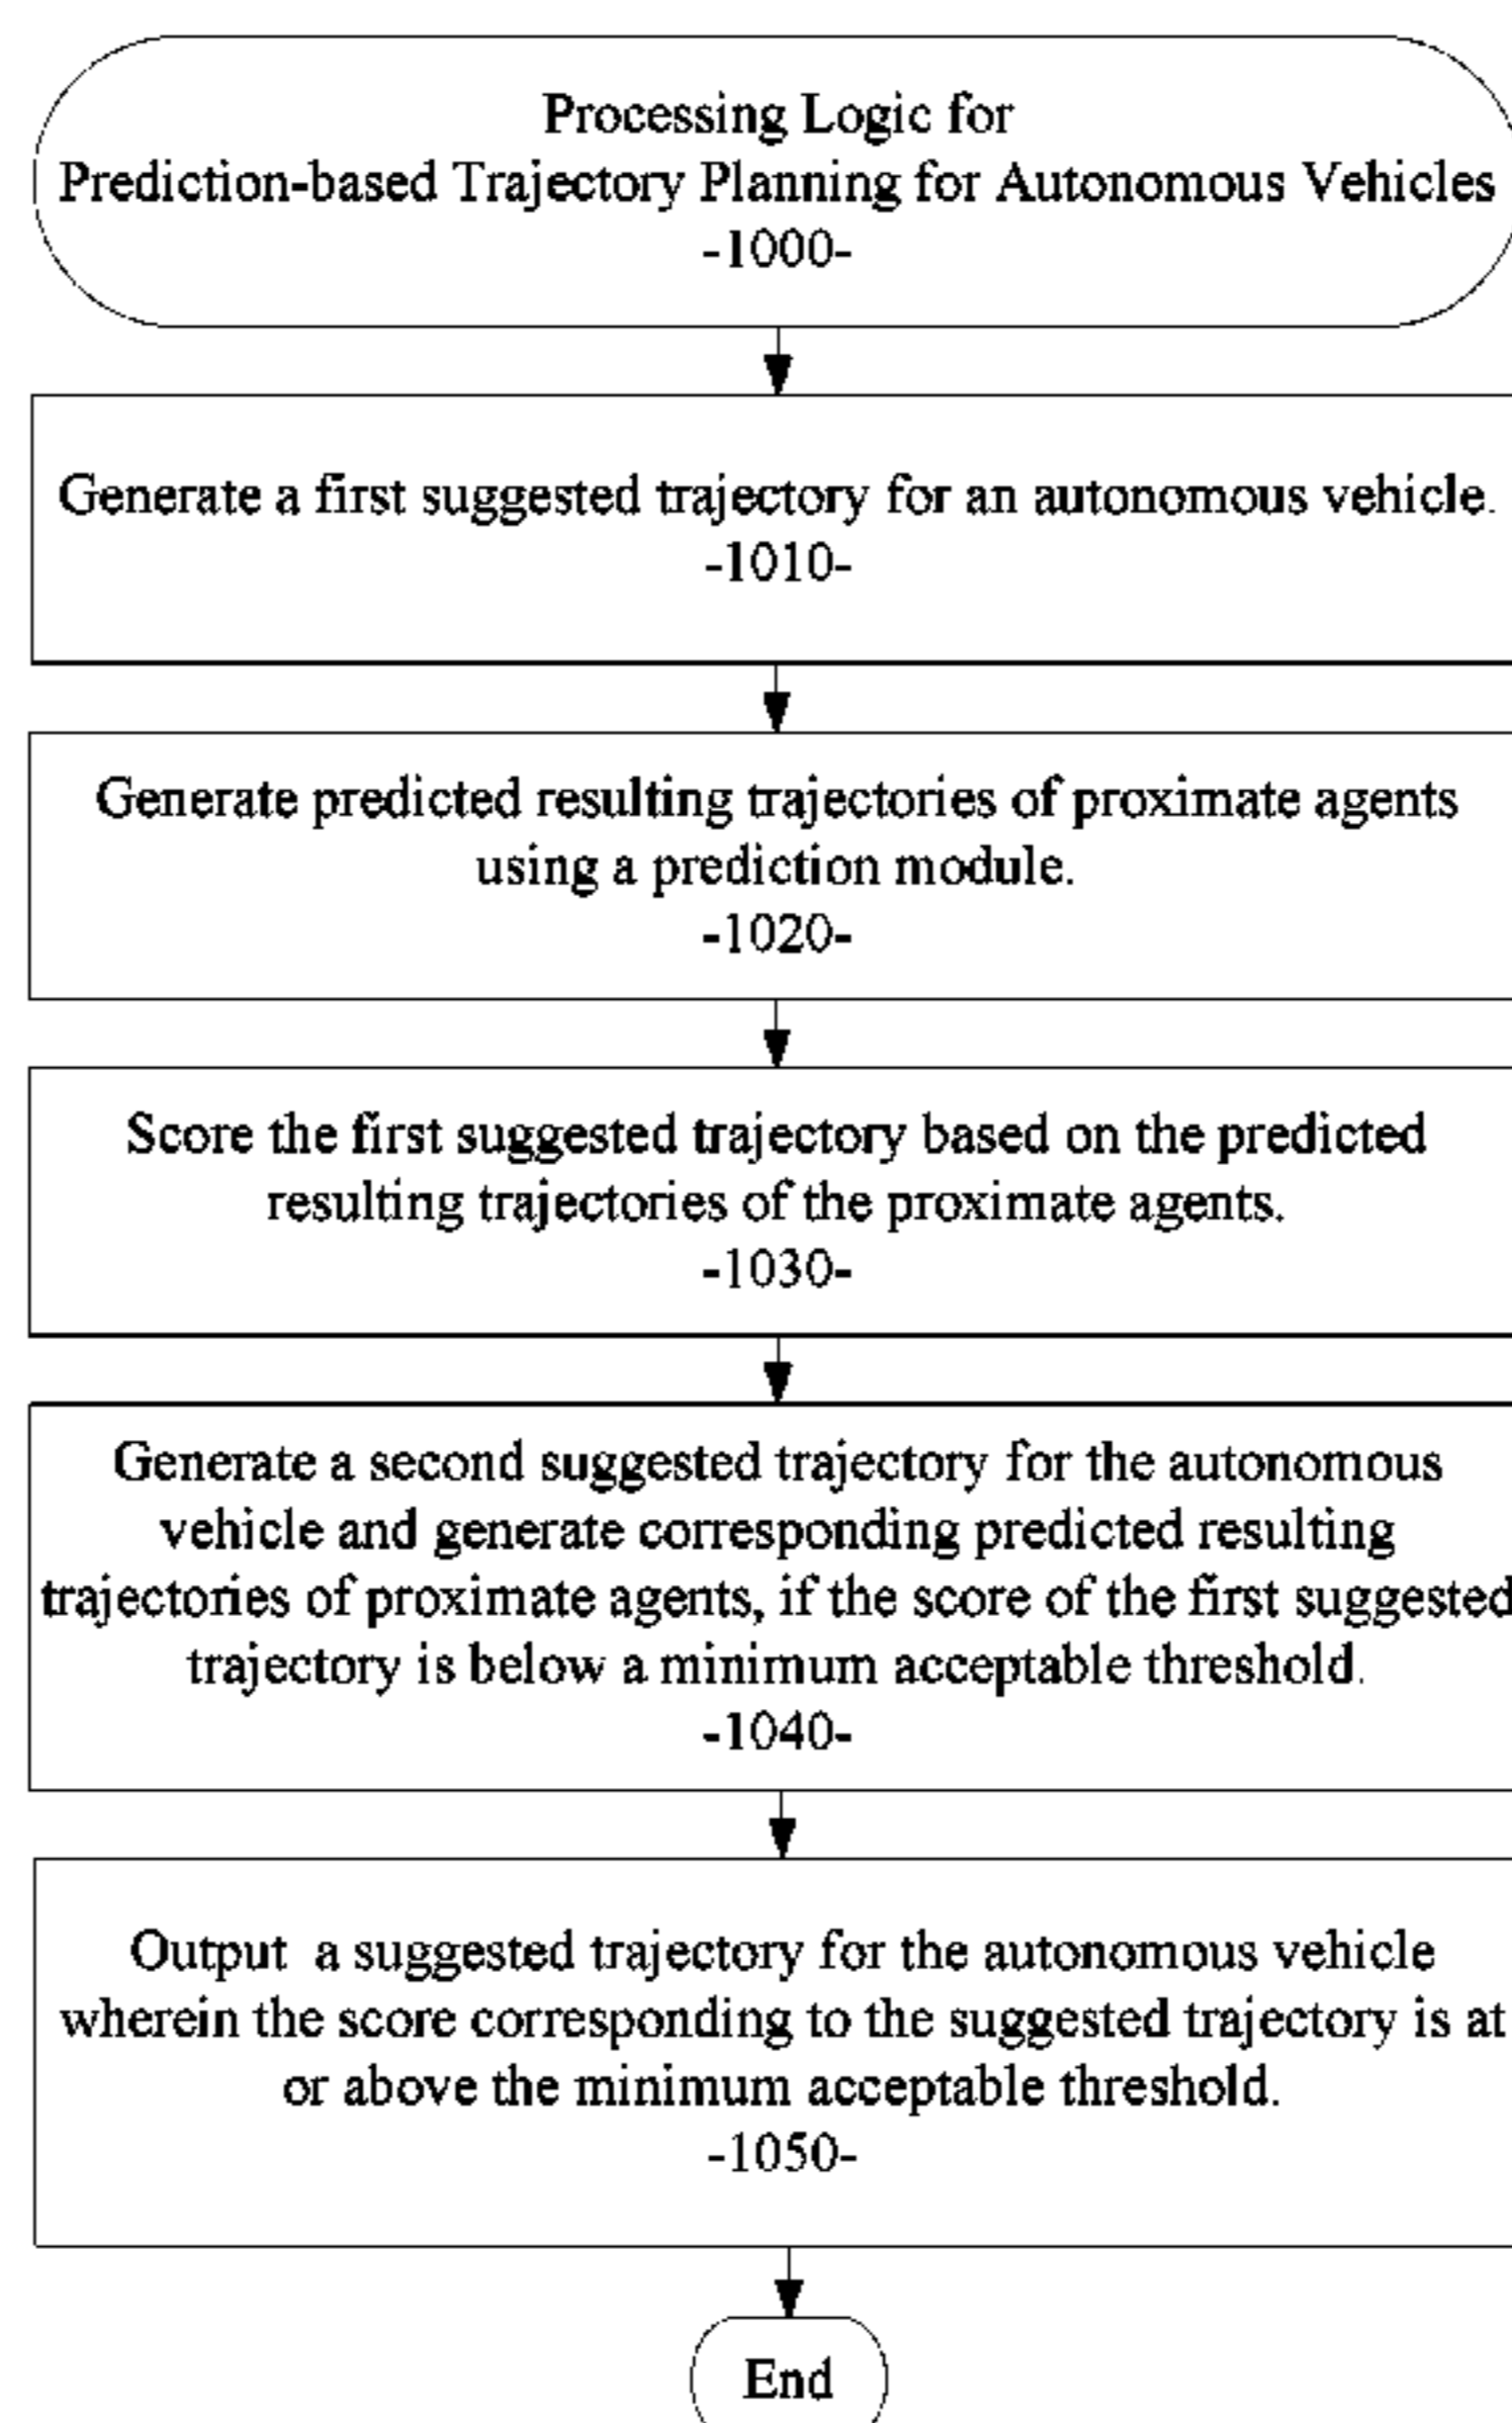 Processing Logic for
Prediction-based Trajectory Planning for Autonomous Vehicles
-1000-
Generate a first suggested trajectory for an autonomous vehicle.
-1010-
Generate predicted resulting trajectories of proximate agents
using a prediction module.
-1020-
Score the first suggested trajectory based on the predicted
resulting trajectories of the proximate agents.
-1030-
Generate a second suggested trajectory for the autonomous
vehicle and generate corresponding predicted resulting
trajectories of proximate agents, if the score of the first suggested
trajectory is below a minimum acceptable threshold.
-1040-
Output a suggested trajectory for the autonomous vehicle
wherein the score corresponding to the suggested trajectory is at
or above the minimum acceptable threshold.
-1050-
End